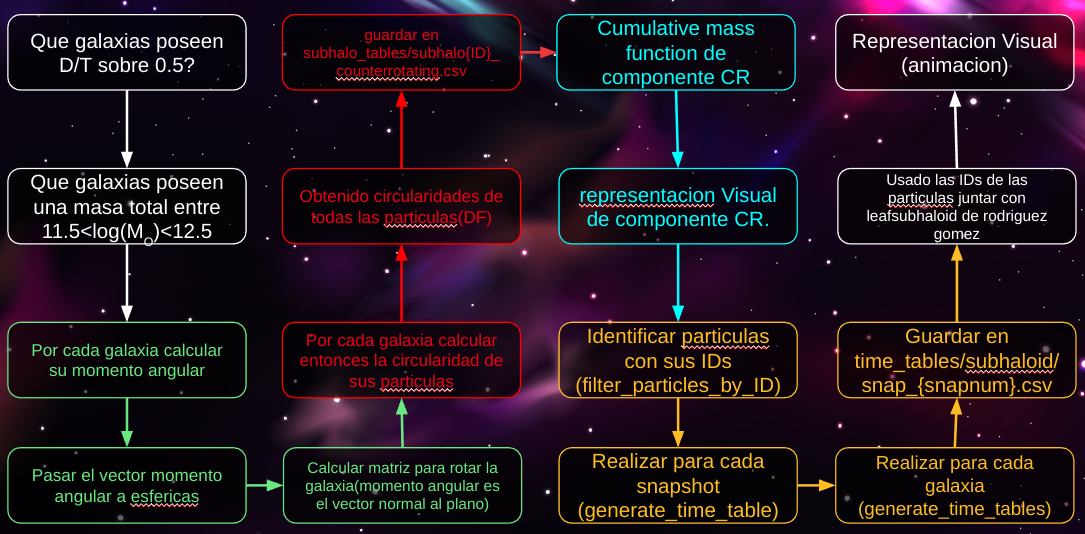 Que galaxias poseen
D/T sobre 0.5?
Que galaxias poseen
una masa total entre
11.5<log(M_O)<12.5
Por cada galaxia calcular
su momento angular
Pasar el vector momento
angular a esfericas
Calcular matriz para rotar la
galaxia(momento angular es
el vector normal al plano)
Por cada galaxia calcular
entonces la circularidad de
sus particulas
Obtenido circularidades de
todas las particulas(DF)
guardar en
subhalo_tables/subhalo{ID}_
counterrotating.csv
Cumulative mass
function de
componente CR
representacion Visual
de componente CR.
Identificar particulas
con sus IDs
(filter_particles_by_ID)
Realizar para cada
snapshot
(generate_time_table)
Realizar para cada
galaxia
(generate_time_tables)
Guardar en
time_tables/subhaloid/
snap_{snapnum}.csv
Usado las IDs de las
particulas juntar con
leafsubhaloid de rodriguez
gomez
Representacion Visual
(animacion)